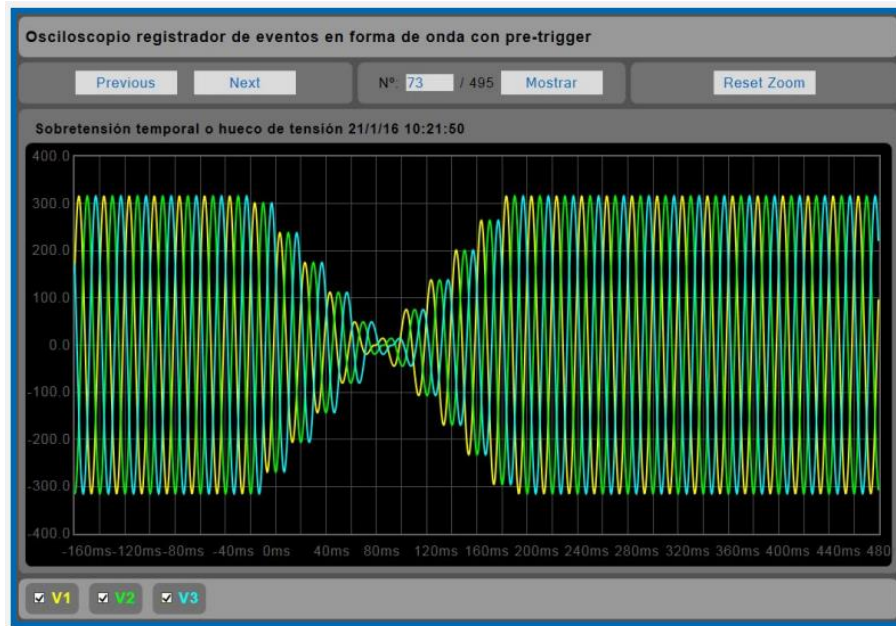 Osciloscopio registrador de eventos en forma de onda con pre-trigger
Previous Next Nº: 73 / 495 Mostrar Reset Zoom
Sobretensión temporal o hueco de tensión 21/1/16 10:21:50
400.0
300.0
200.0
100.0
0.0
-100.0
-200.0
-300.0
-400.0
-160ms -120ms -80ms -40ms 0ms 40ms 80ms 120ms 160ms 200ms 240ms 280ms 320ms 360ms 400ms 440ms 480
V1 V2 V3